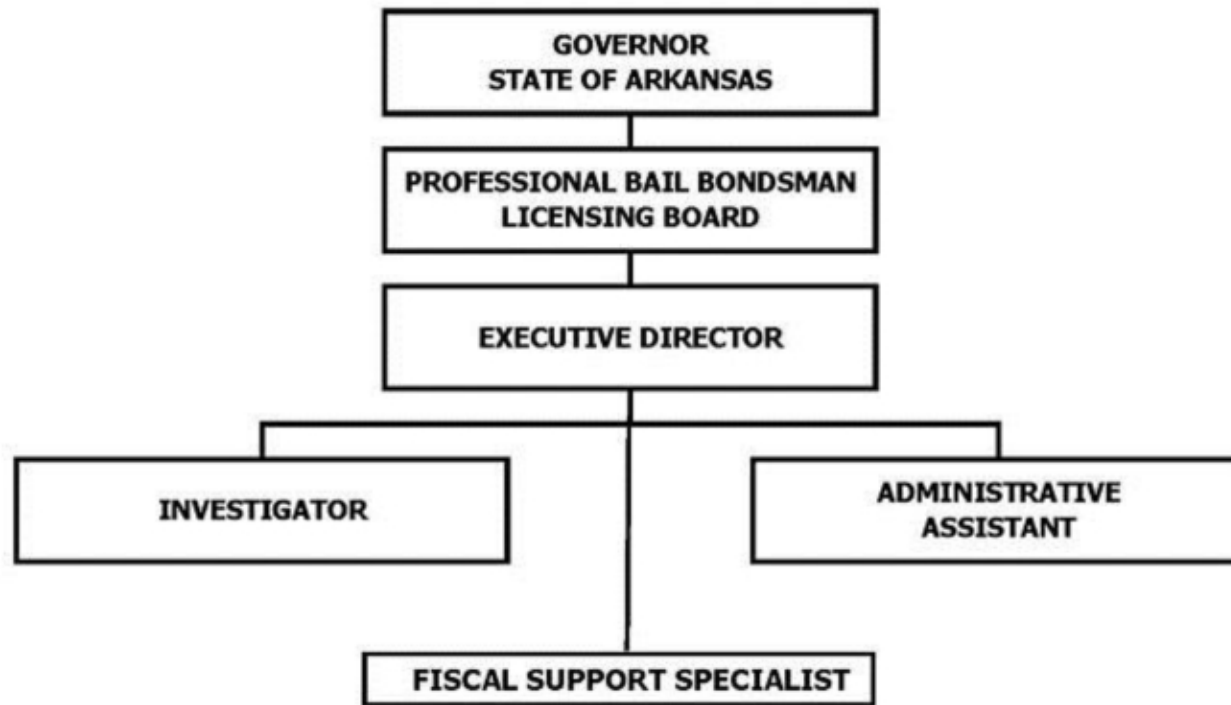 GOVERNOR
STATE OF ARKANSAS
PROFESSIONAL BAIL BONDSMAN
LICENSING BOARD
EXECUTIVE DIRECTOR
INVESTIGATOR
ADMINISTRATIVE
ASSISTANT
FISCAL SUPPORT SPECIALIST